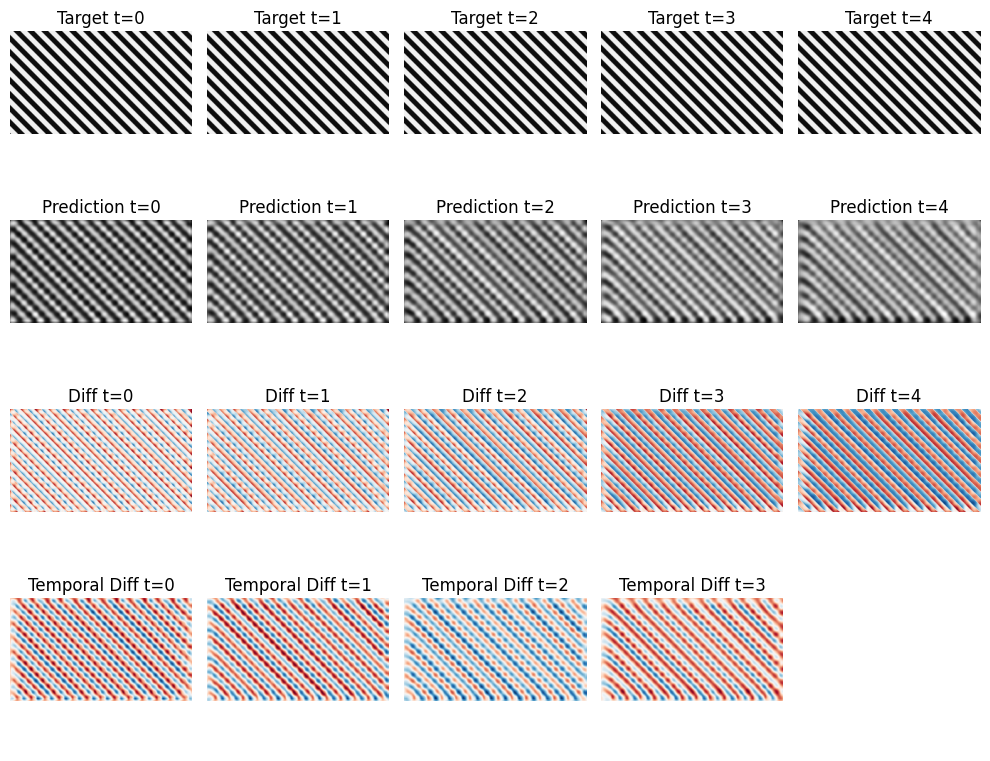 Target t=0 Target t=1 Target t=2 Target t=3 Target t=4
Prediction t=0 Prediction t=1 Prediction t=2 Prediction t=3 Prediction t=4
Diff t=0 Diff t=1 Diff t=2 Diff t=3 Diff t=4
Temporal Diff t=0 Temporal Diff t=1 Temporal Diff t=2 Temporal Diff t=3